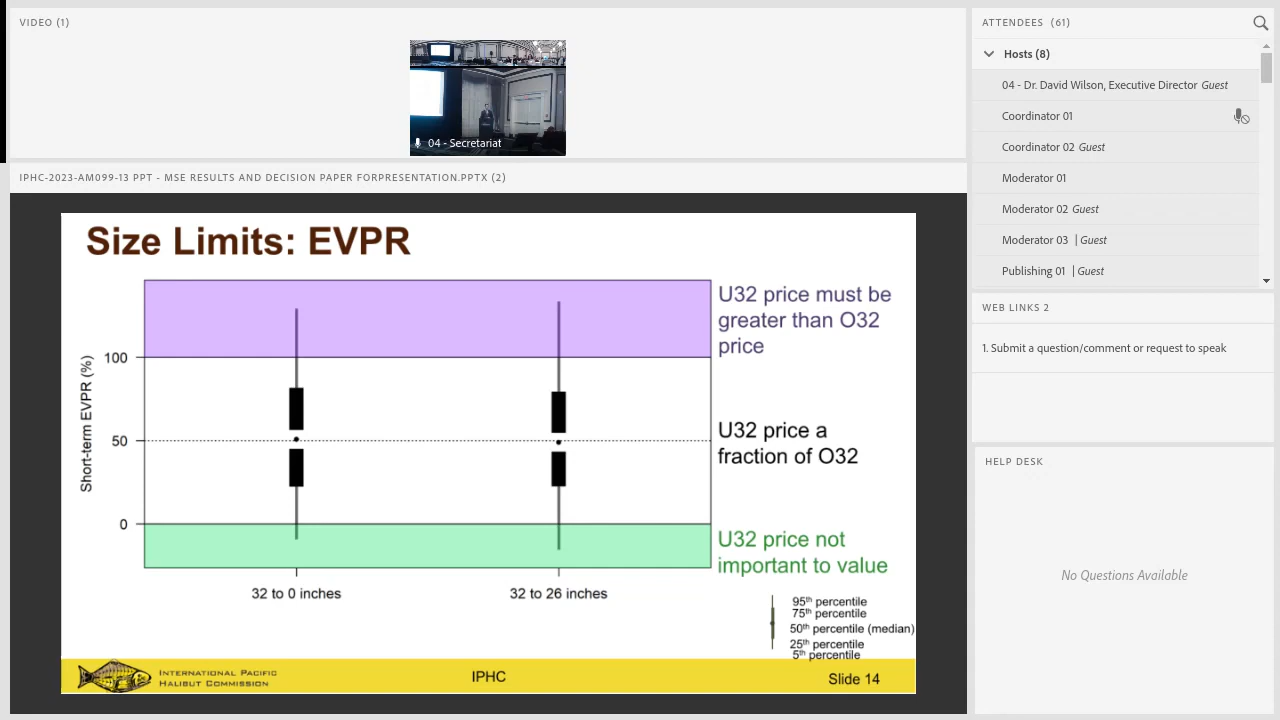 VIDEO (1)
04 - Secretariat
IPHC-2023-AM099-13 PPT - MSE RESULTS AND DECISION PAPER FORPRESENTATION.PPTX (2)
Size Limits: EVPR
Short-term EVPR (%)
100
50
0
32 to 0 inches
32 to 26 inches
U32 price must be
greater than O32
price
U32 price a
fraction of O32
U32 price not
important to value
95th percentile
75th percentile
50th percentile (median)
25th percentile
5th percentile
INTERNATIONAL PACIFIC
HALIBUT COMMISSION
IPHC
Slide 14
ATTENDEES (61)
Hosts (8)
04 - Dr. David Wilson, Executive Director Guest
Coordinator 01
Coordinator 02 Guest
Moderator 01
Moderator 02 Guest
Moderator 03 | Guest
Publishing 01 | Guest
WEB LINKS 2
1. Submit a question/comment or request to speak
HELP DESK
No Questions Available